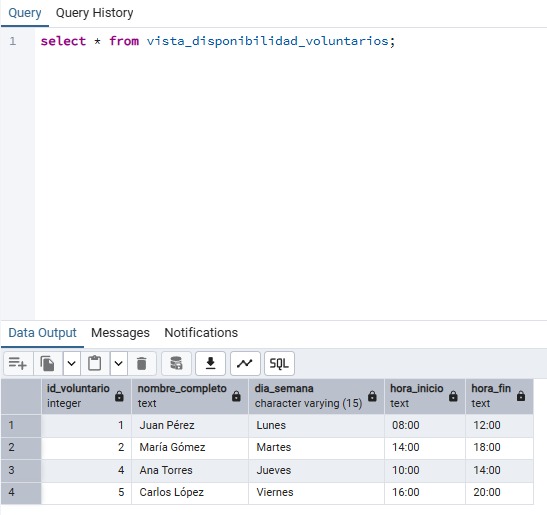 Query Query History
1 select * from vista_disponibilidad_voluntarios;
Data Output Messages Notifications
SQL
id_voluntario nombre_completo dia_semana hora_inicio hora_fin
integer text character varying (15) text text
1 1 Juan Pérez Lunes 08:00 12:00
2 2 María Gómez Martes 14:00 18:00
3 4 Ana Torres Jueves 10:00 14:00
4 5 Carlos López Viernes 16:00 20:00